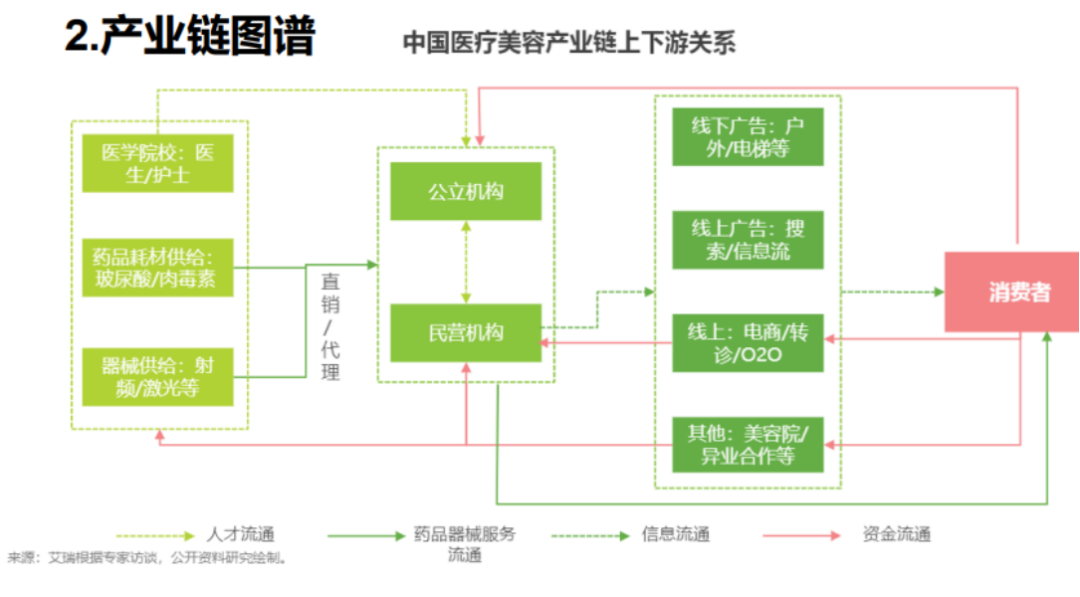 2.产业链图谱
中国医疗美容产业链上下游关系
医学院校：医
生/护士
药品耗材供给：
玻尿酸/肉毒素
器械供给：射
频/激光等
直
销
/
代
理
公立机构
民营机构
线下广告：户
外/电梯等
线上广告：搜
索/信息流
线上：电商/转
诊/O2O
其他：美容院/
异业合作等
消费者
人才流通
药品器械服务
流通
信息流通
资金流通
来源：艾瑞根据专家访谈，公开资料研究绘制。